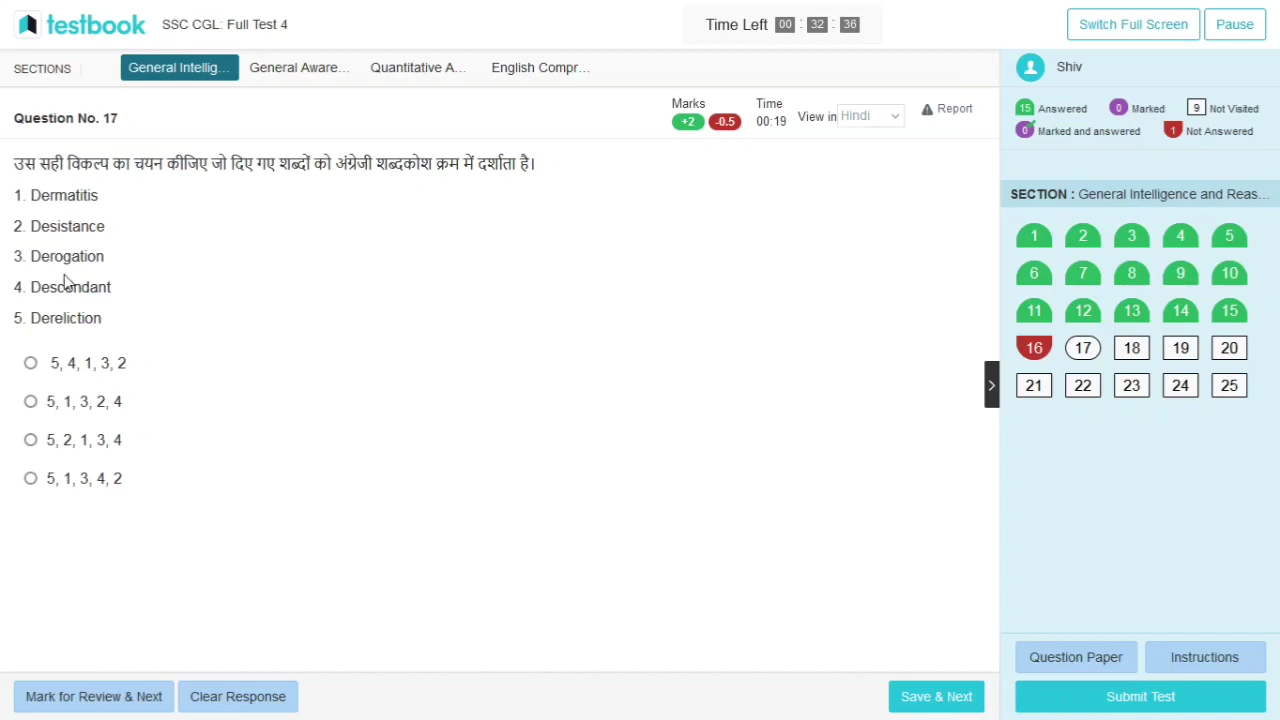 testbook SSC CGL: Full Test 4 Time Left 00 : 32 : 36 Switch Full Screen Pause
SECTIONS General Intellig... General Aware... Quantitative A... English Compr... Shiv
Question No. 17 Marks +2 -0.5 Time 00:19 View in Hindi Report
15 Answered 0 Marked 9 Not Visited
0 Marked and answered 1 Not Answered
उस सही विकल्प का चयन कीजिए जो दिए गए शब्दों को अंग्रेजी शब्दकोश क्रम में दर्शाता है।
1. Dermatitis
2. Desistance
3. Derogation
4. Descendant
5. Dereliction
5, 4, 1, 3, 2
5, 1, 3, 2, 4
5, 2, 1, 3, 4
5, 1, 3, 4, 2
SECTION : General Intelligence and Reas...
1 2 3 4 5
6 7 8 9 10
11 12 13 14 15
16 17 18 19 20
21 22 23 24 25
Question Paper Instructions
Mark for Review & Next Clear Response Save & Next Submit Test